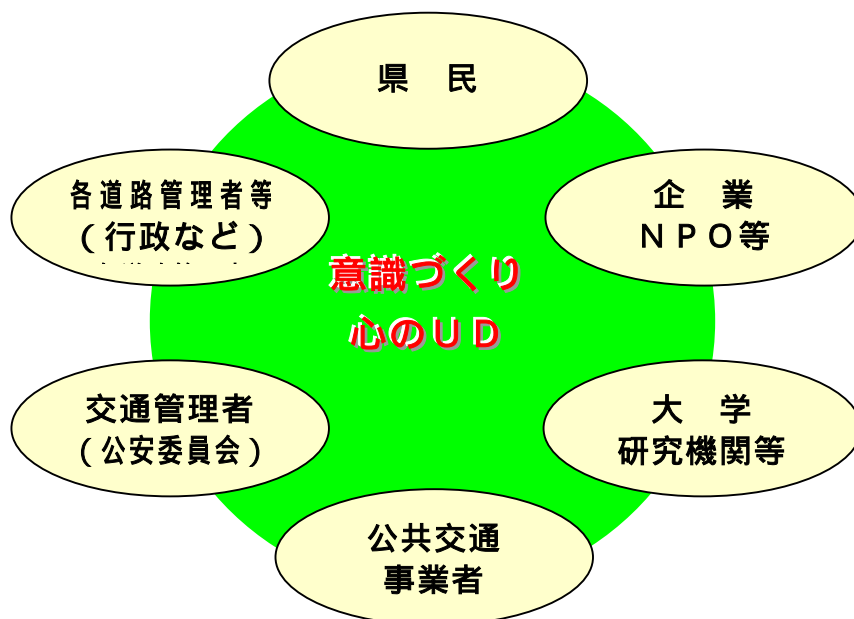 県　民
各道路管理者等
（行政など）
企　業
ＮＰＯ等
意識づくり
心のＵＤ
交通管理者
（公安委員会）
大　学
研究機関等
公共交通
事業者